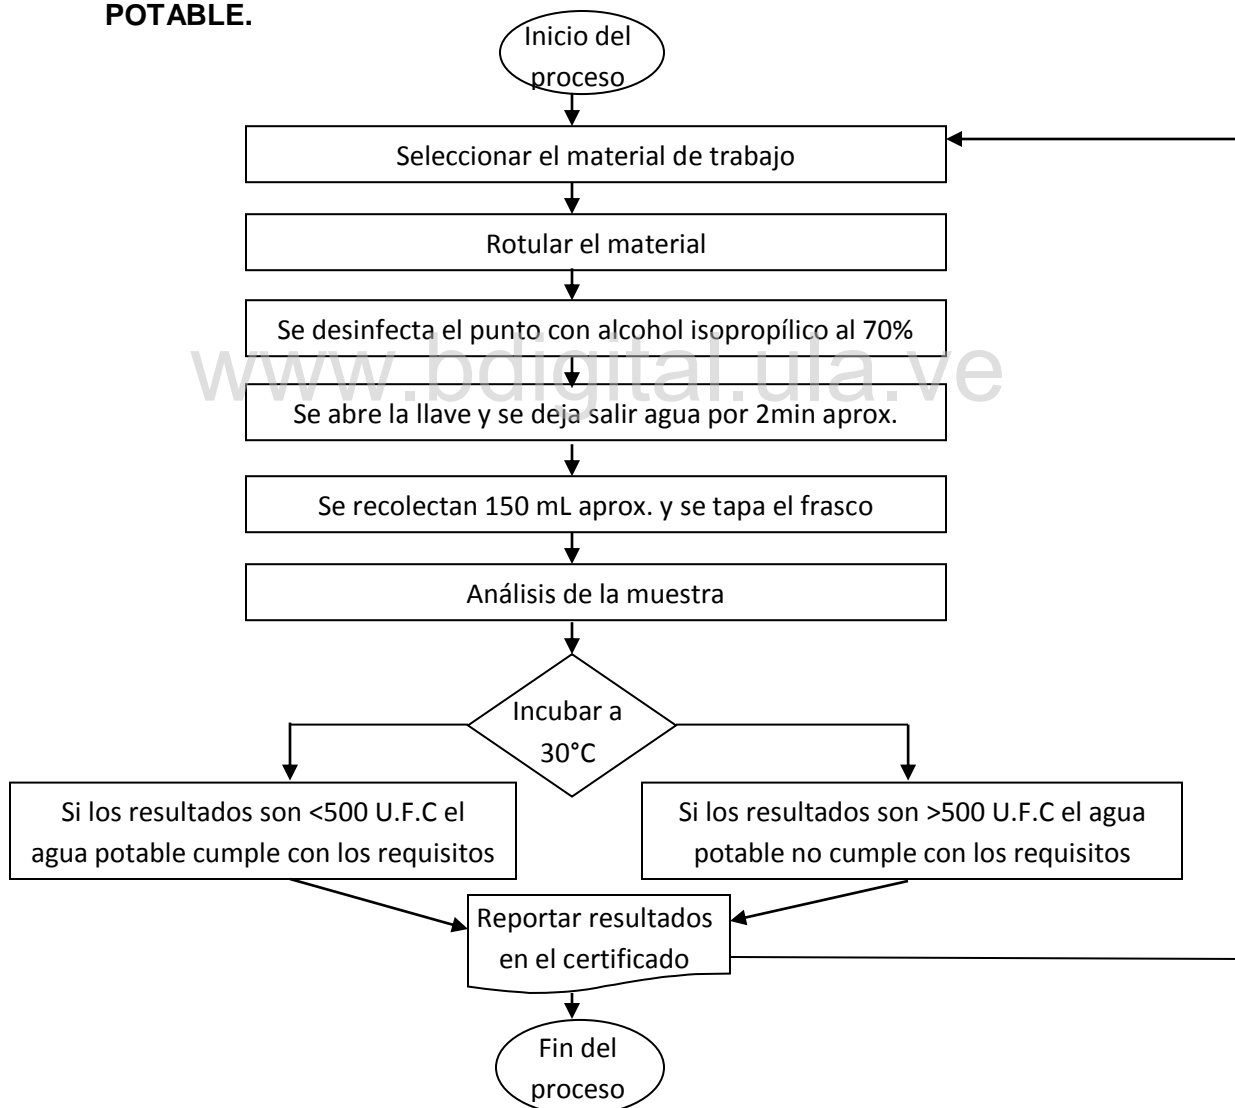 POTABLE.
Inicio del
proceso
Seleccionar el material de trabajo
Rotular el material
Se desinfecta el punto con alcohol isopropílico al 70%
www.bdigital.ula.ve
Se abre la llave y se deja salir agua por 2min aprox.
Se recolectan 150 mL aprox. y se tapa el frasco
Análisis de la muestra
Incubar a
30°C
Si los resultados son <500 U.F.C el
agua potable cumple con los requisitos
Si los resultados son >500 U.F.C el agua
potable no cumple con los requisitos
Reportar resultados
en el certificado
Fin del
proceso